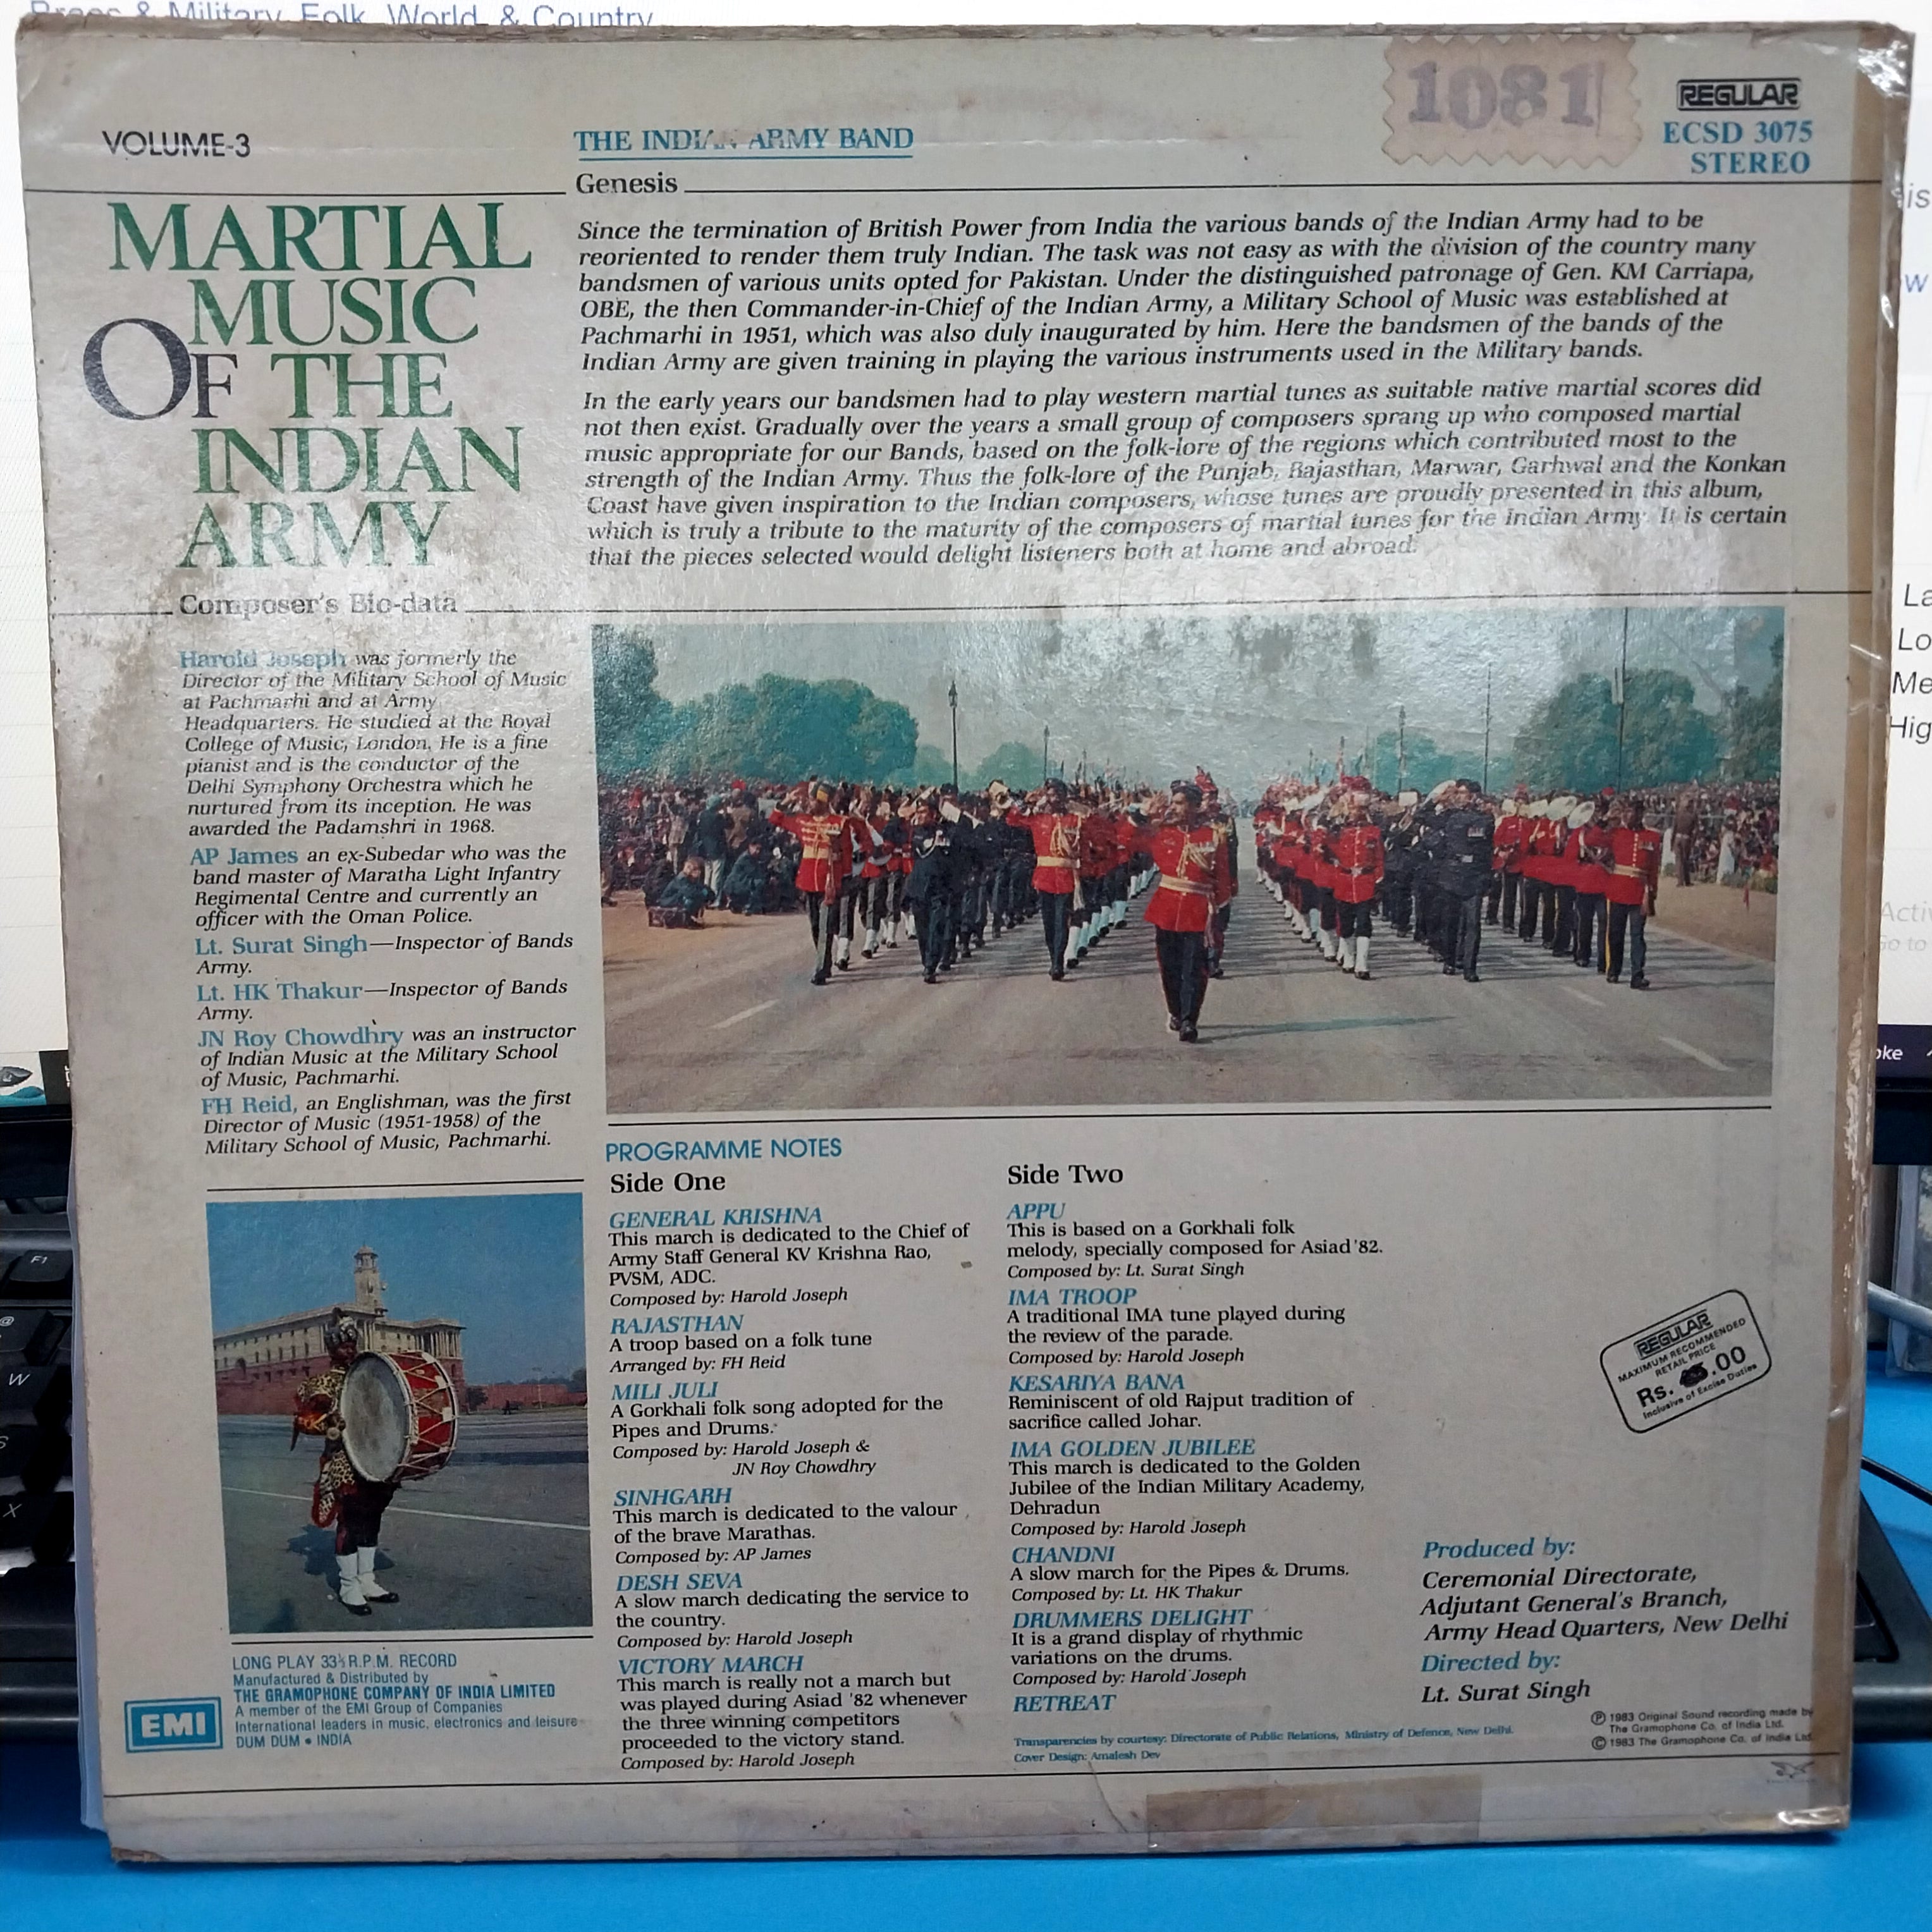 Brass & Military, Folk, World, & Country
1081
REGULAR
ECSD 3075
STEREO
VOLUME-3
THE INDIAN ARMY BAND
MARTIAL
MUSIC
OF THE
INDIAN
ARMY
Genesis
Since the termination of British Power from India the various bands of the Indian Army had to be
reoriented to render them truly Indian. The task was not easy as with the division of the country many
bandsmen of various units opted for Pakistan. Under the distinguished patronage of Gen. KM Carriapa,
OBE, the then Commander-in-Chief of the Indian Army, a Military School of Music was established at
Pachmarhi in 1951, which was also duly inaugurated by him. Here the bandsmen of the bands of the
Indian Army are given training in playing the various instruments used in the Military bands.
In the early years our bandsmen had to play western martial tunes as suitable native martial scores did
not then exist. Gradually over the years a small group of composers sprang up who composed martial
music appropriate for our Bands, based on the folk-lore of the regions which contributed most to the
strength of the Indian Army. Thus the folk-lore of the Punjab, Rajasthan, Marwar, Garhwal and the Konkan
Coast have given inspiration to the Indian composers, whose tunes are proudly presented in this album,
which is truly a tribute to the maturity of the composers of martial tunes for the Indian Army. It is certain
that the pieces selected would delight listeners both at home and abroad.
Composer's Bio-data
Harold Joseph was formerly the
Director of the Military School of Music
at Pachmarhi and at Army
Headquarters. He studied at the Royal
College of Music, London. He is a fine
pianist and is the conductor of the
Delhi Symphony Orchestra which he
nurtured from its inception. He was
awarded the Padamshri in 1968.
AP James an ex-Subedar who was the
band master of Maratha Light Infantry
Regimental Centre and currently an
officer with the Oman Police.
Lt. Surat Singh—Inspector of Bands
Army.
Lt. HK Thakur—Inspector of Bands
Army.
JN Roy Chowdhry was an instructor
of Indian Music at the Military School
of Music, Pachmarhi.
FH Reid, an Englishman, was the first
Director of Music (1951-1958) of the
Military School of Music, Pachmarhi.
PROGRAMME NOTES
Side One
GENERAL KRISHNA
This march is dedicated to the Chief of
Army Staff General KV Krishna Rao,
PVSM, ADC.
Composed by: Harold Joseph
RAJASTHAN
A troop based on a folk tune
Arranged by: FH Reid
MILI JULI
A Gorkhali folk song adopted for the
Pipes and Drums.
Composed by: Harold Joseph &
JN Roy Chowdhry
SINHGARH
This march is dedicated to the valour
of the brave Marathas.
Composed by: AP James
DESH SEVA
A slow march dedicating the service to
the country.
Composed by: Harold Joseph
VICTORY MARCH
This march is really not a march but
was played during Asiad '82 whenever
the three winning competitors
proceeded to the victory stand.
Composed by: Harold Joseph
Side Two
APPU
This is based on a Gorkhali folk
melody, specially composed for Asiad '82.
Composed by: Lt. Surat Singh
IMA TROOP
A traditional IMA tune played during
the review of the parade.
Composed by: Harold Joseph
KESARIYA BANA
Reminiscent of old Rajput tradition of
sacrifice called Johar.
IMA GOLDEN JUBILEE
This march is dedicated to the Golden
Jubilee of the Indian Military Academy,
Dehradun
Composed by: Harold Joseph
CHANDNI
A slow march for the Pipes & Drums.
Composed by: Lt. HK Thakur
DRUMMERS DELIGHT
It is a grand display of rhythmic
variations on the drums.
Composed by: Harold Joseph
RETREAT
Transparencies by courtesy: Directorate of Public Relations, Ministry of Defence, New Delhi.
Cover Design: Amalesh Dev
REGULAR
MAXIMUM RECOMMENDED
RETAIL PRICE
Rs. .00
Inclusive of Excise Duties
Produced by:
Ceremonial Directorate,
Adjutant General's Branch,
Army Head Quarters, New Delhi
Directed by:
Lt. Surat Singh
℗ 1983 Original Sound recording made by
The Gramophone Co. of India Ltd.
© 1983 The Gramophone Co. of India Ltd.
LONG PLAY 33⅓ R.P.M. RECORD
Manufactured & Distributed by
THE GRAMOPHONE COMPANY OF INDIA LIMITED
A member of the EMI Group of Companies
International leaders in music, electronics and leisure
DUM DUM • INDIA
EMI
F1
W
S
X